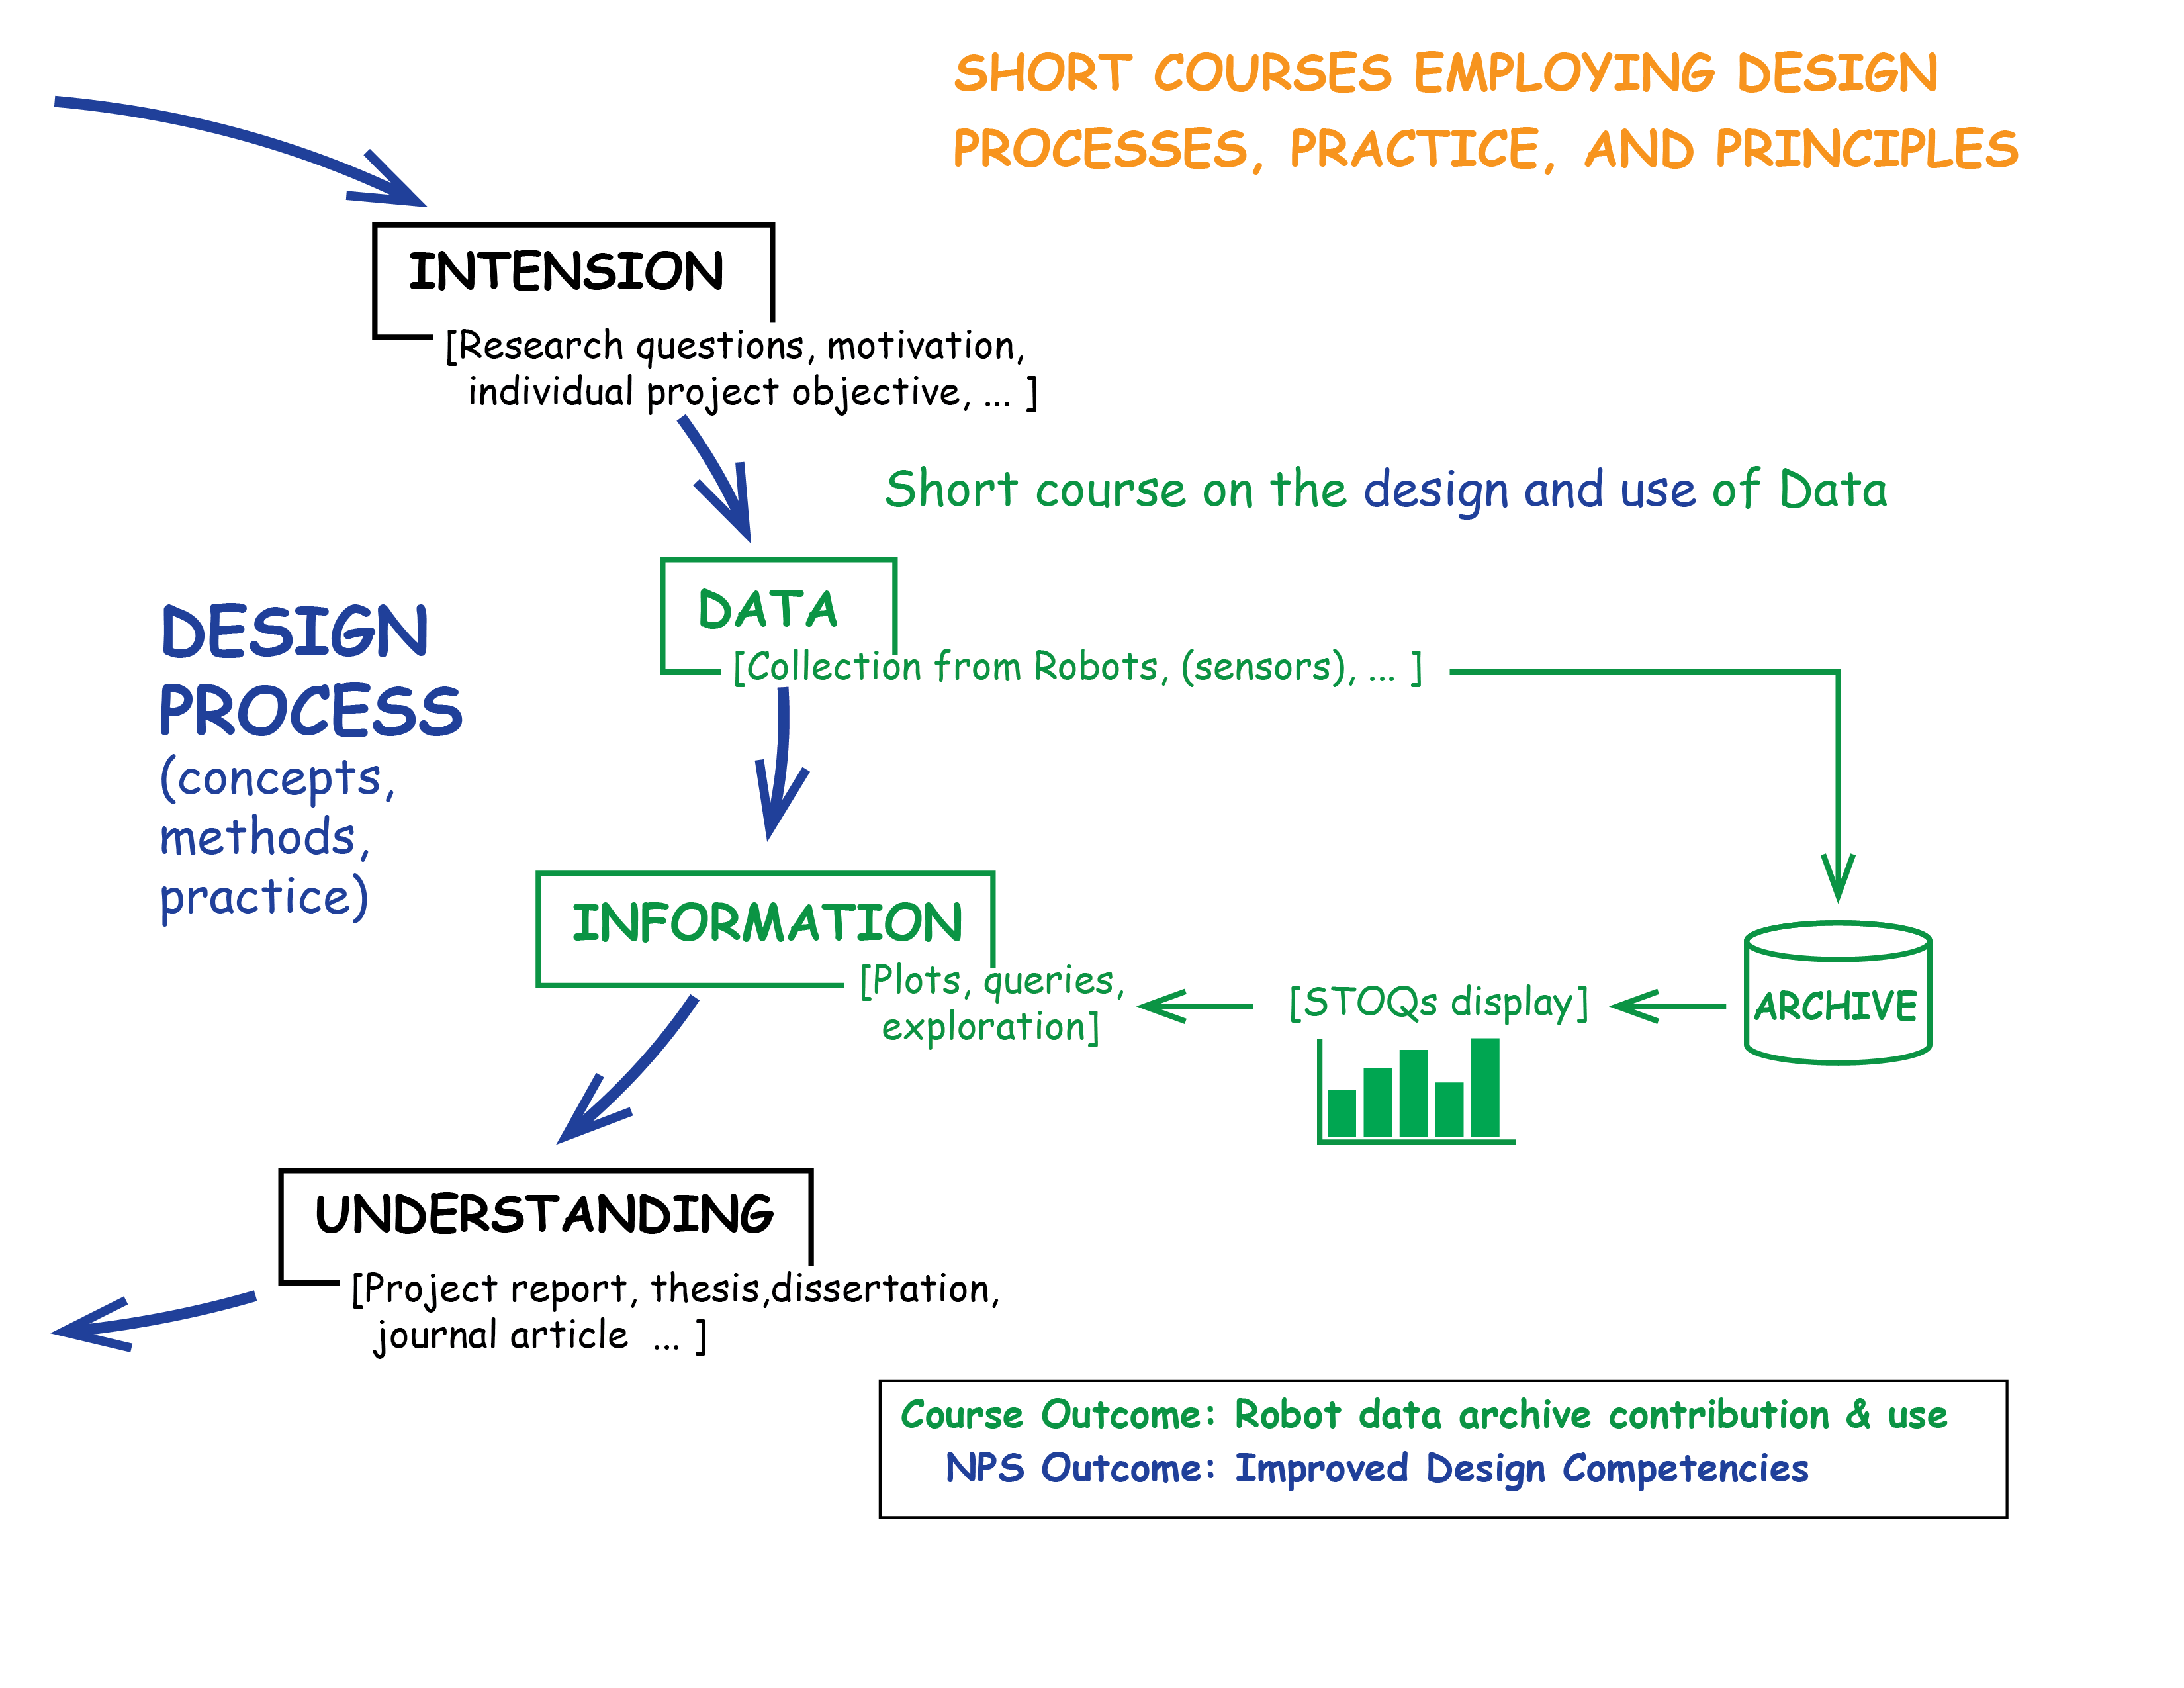 SHORT COURSES EMPLOYING DESIGN
PROCESSES, PRACTICE, AND PRINCIPLES
INTENSION
[Research questions, motivation,
individual project objective, ... ]
Short course on the design and use of Data
DATA
[Collection from Robots, (sensors), ... ]
DESIGN
PROCESS
(concepts,
methods,
practice)
INFORMATION
[Plots, queries,
exploration]
[STOQs display]
ARCHIVE
UNDERSTANDING
[Project report, thesis,dissertation,
journal article ... ]
Course Outcome: Robot data archive contribution & use
NPS Outcome: Improved Design Competencies